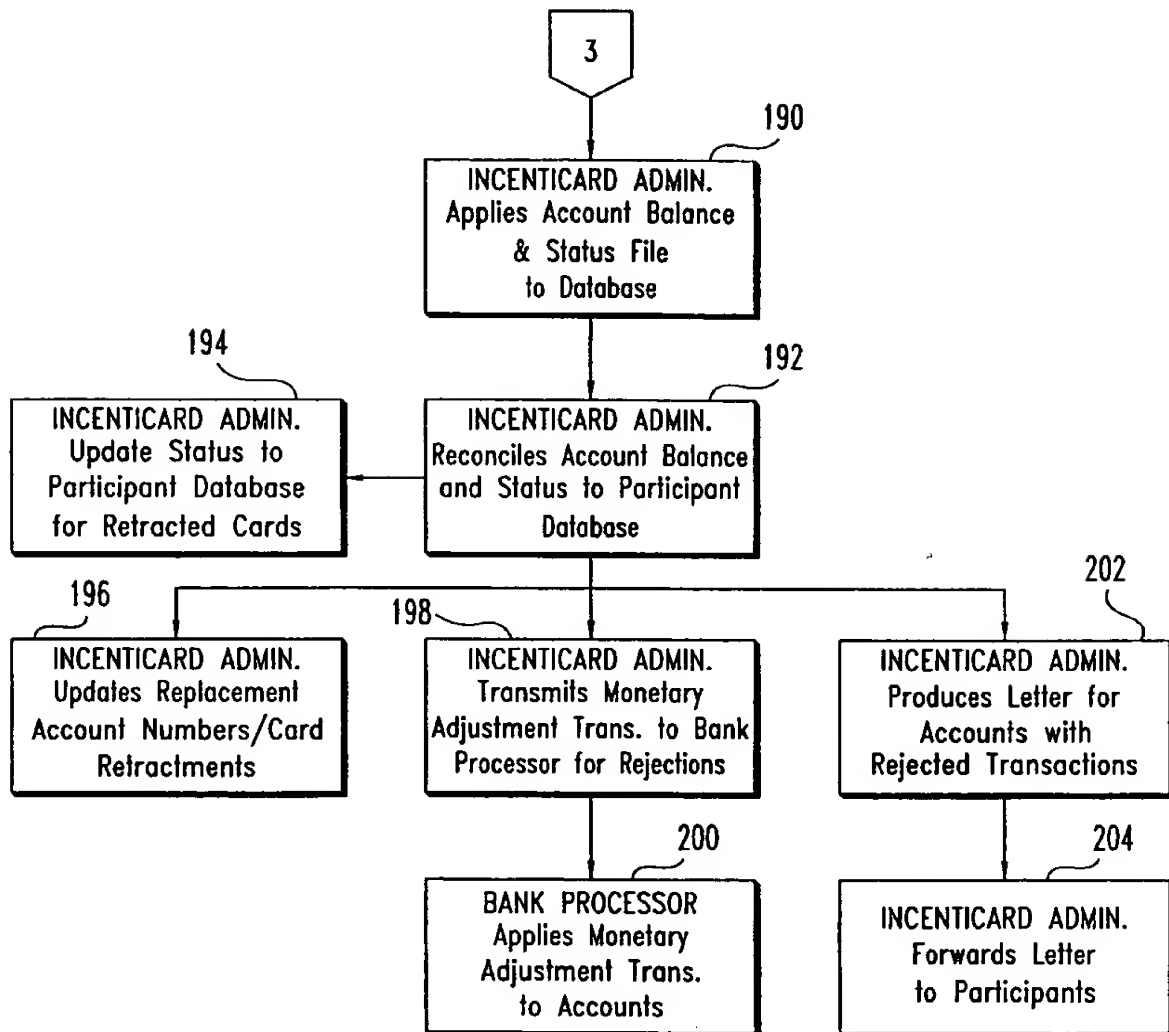 3
190
INCENTICARD ADMIN.
Applies Account Balance
& Status File
to Database
194
INCENTICARD ADMIN.
Update Status to
Participant Database
for Retracted Cards
192
INCENTICARD ADMIN.
Reconciles Account Balance
and Status to Participant
Database
196
INCENTICARD ADMIN.
Updates Replacement
Account Numbers/Card
Retractments
198
INCENTICARD ADMIN.
Transmits Monetary
Adjustment Trans. to Bank
Processor for Rejections
202
INCENTICARD ADMIN.
Produces Letter for
Accounts with
Rejected Transactions
200
BANK PROCESSOR
Applies Monetary
Adjustment Trans.
to Accounts
204
INCENTICARD ADMIN.
Forwards Letter
to Participants